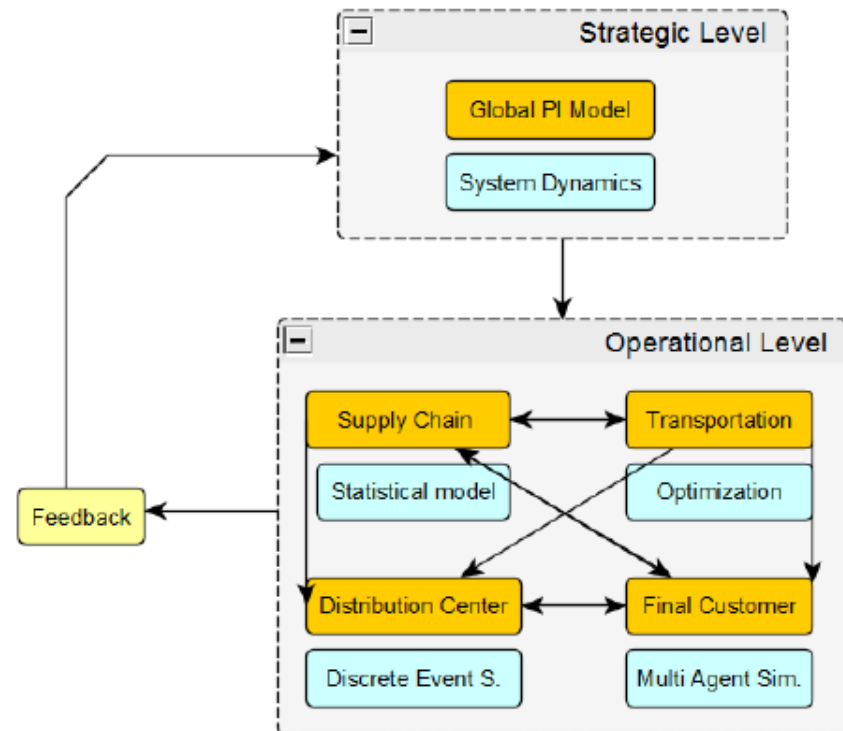 Strategic Level
Global PI Model
System Dynamics
Operational Level
Supply Chain
Transportation
Statistical model
Optimization
Feedback
Distribution Center
Final Customer
Discrete Event S.
Multi Agent Sim.